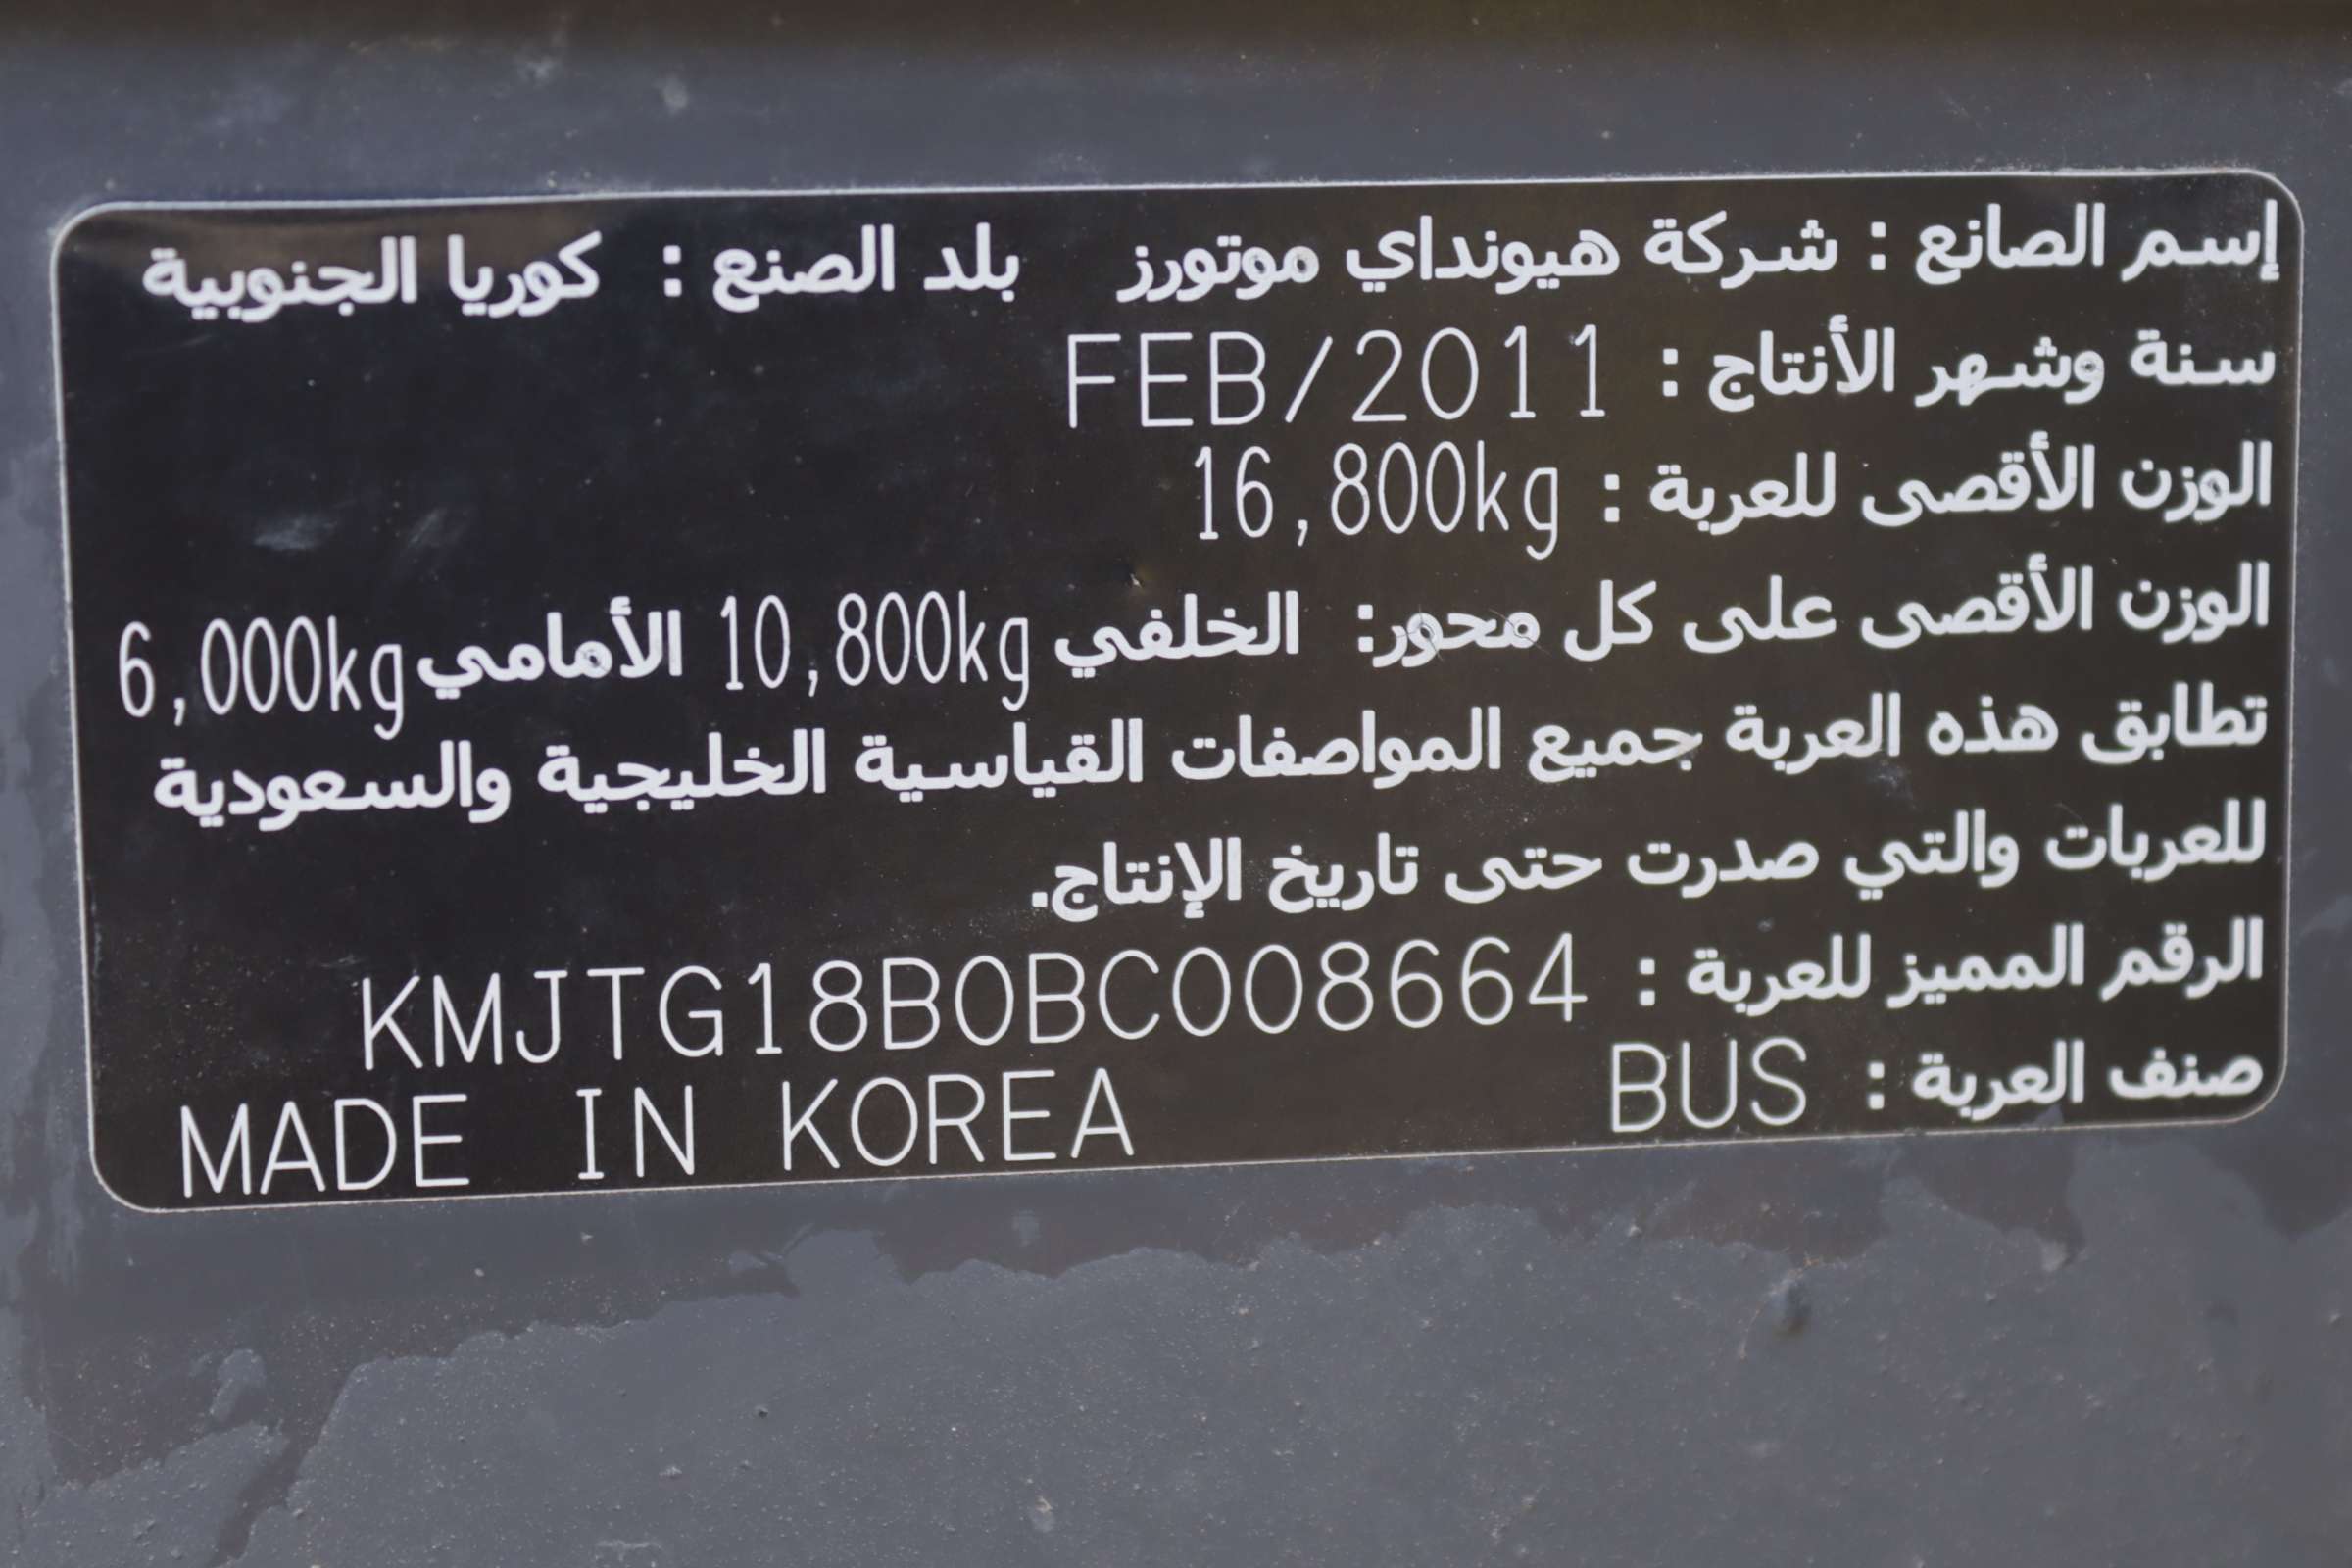 إسم الصانع : شركة هيونداي موتورز بلد الصنع : كوريا الجنوبية
سنة وشهر الأنتاج : FEB/2011
الوزن الأقصى للعربة : 16,800kg
الوزن الأقصى على كل محور: الخلفي 10,800kg الأمامي 6,000kg
تطابق هذه العربة جميع المواصفات القياسية الخليجية والسعودية
للعربات والتي صدرت حتى تاريخ الإنتاج.
الرقم المميز للعربة : KMJTG18B0BC008664
صنف العربة : BUS MADE IN KOREA